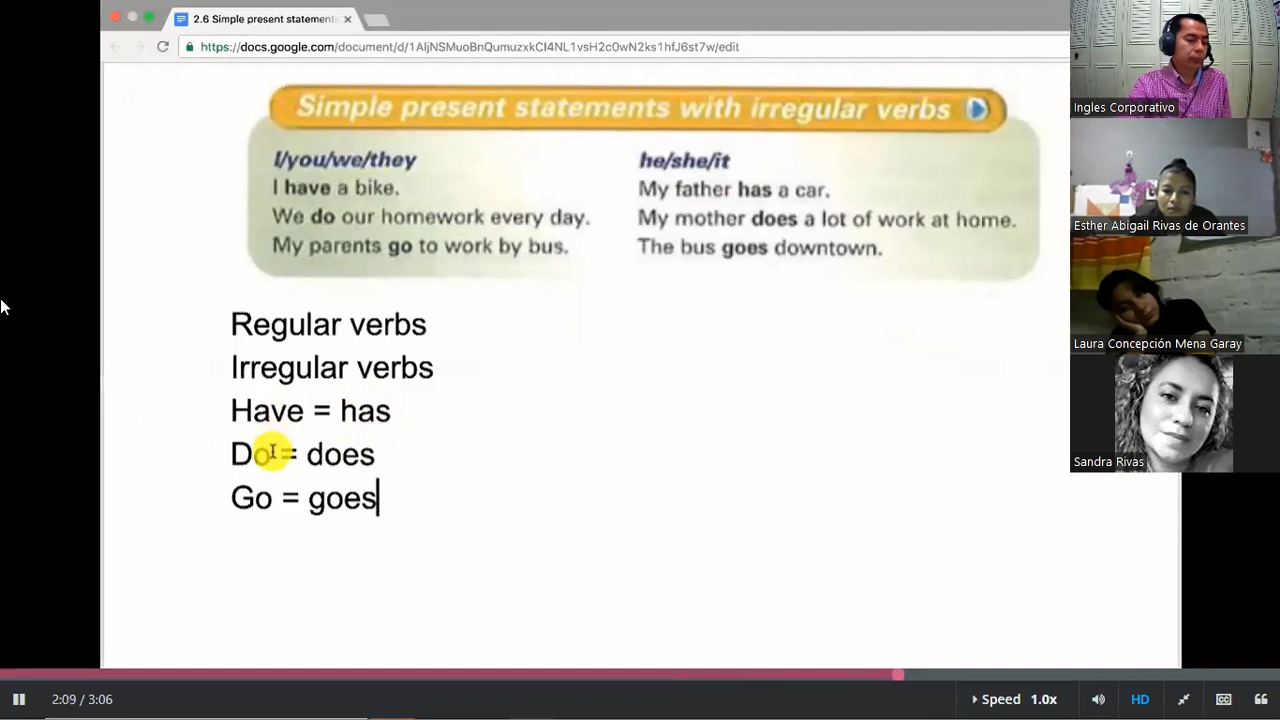 2.6 Simple present statement
https://docs.google.com/document/d/1AljNSMuoBnQumuzxkCI4NL1vsH2c0wN2ks1hfJ6st7w/edit
Simple present statements with irregular verbs
I/you/we/they
I have a bike.
We do our homework every day.
My parents go to work by bus.
he/she/it
My father has a car.
My mother does a lot of work at home.
The bus goes downtown.
Regular verbs
Irregular verbs
Have = has
Do = does
Go = goes
Ingles Corporativo
Esther Abigail Rivas de Orantes
Laura Concepción Mena Garay
Sandra Rivas
2:09 / 3:06
Speed 1.0x
HD
CC